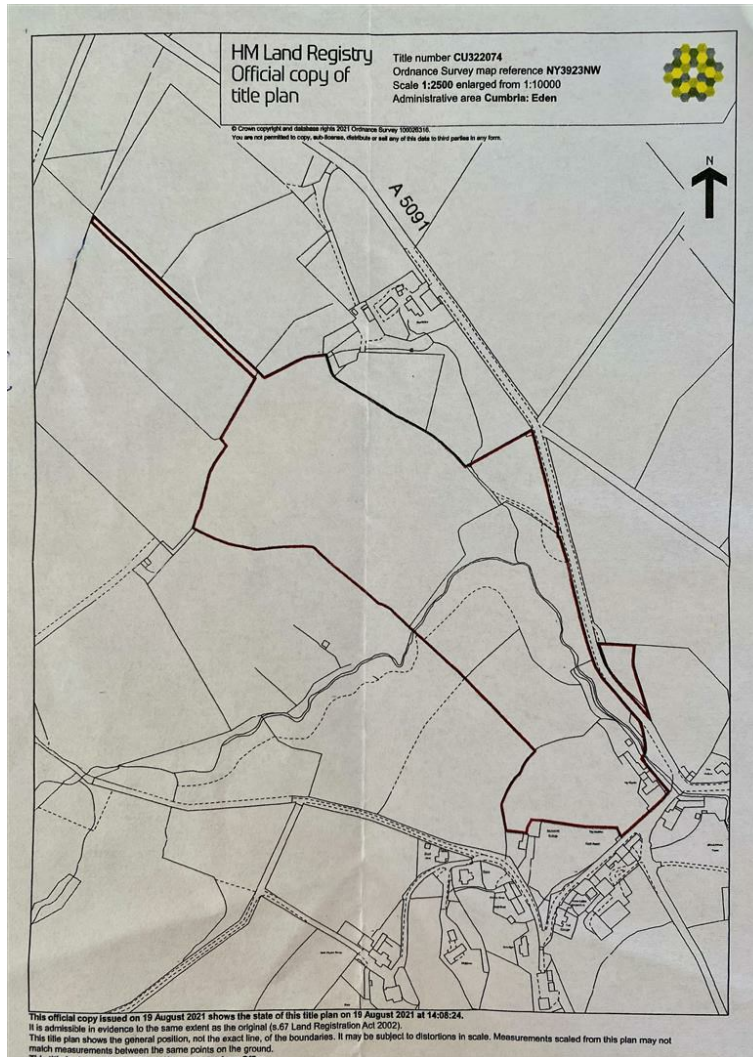 HM Land Registry
Official copy of
title plan
Title number CU322074
Ordnance Survey map reference NY3923NW
Scale 1:2500 enlarged from 1:10000
Administrative area Cumbria: Eden
© Crown copyright and database rights 2021 Ordnance Survey 100026316.
You are not permitted to copy, sub-license, distribute or sell any of this data to third parties in any form.
N
A 5091
This official copy issued on 19 August 2021 shows the state of this title plan on 19 August 2021 at 14:08:24.
It is admissible in evidence to the same extent as the original (s.67 Land Registration Act 2002).
This title plan shows the general position, not the exact line, of the boundaries. It may be subject to distortions in scale. Measurements scaled from this plan may not
match measurements between the same points on the ground.